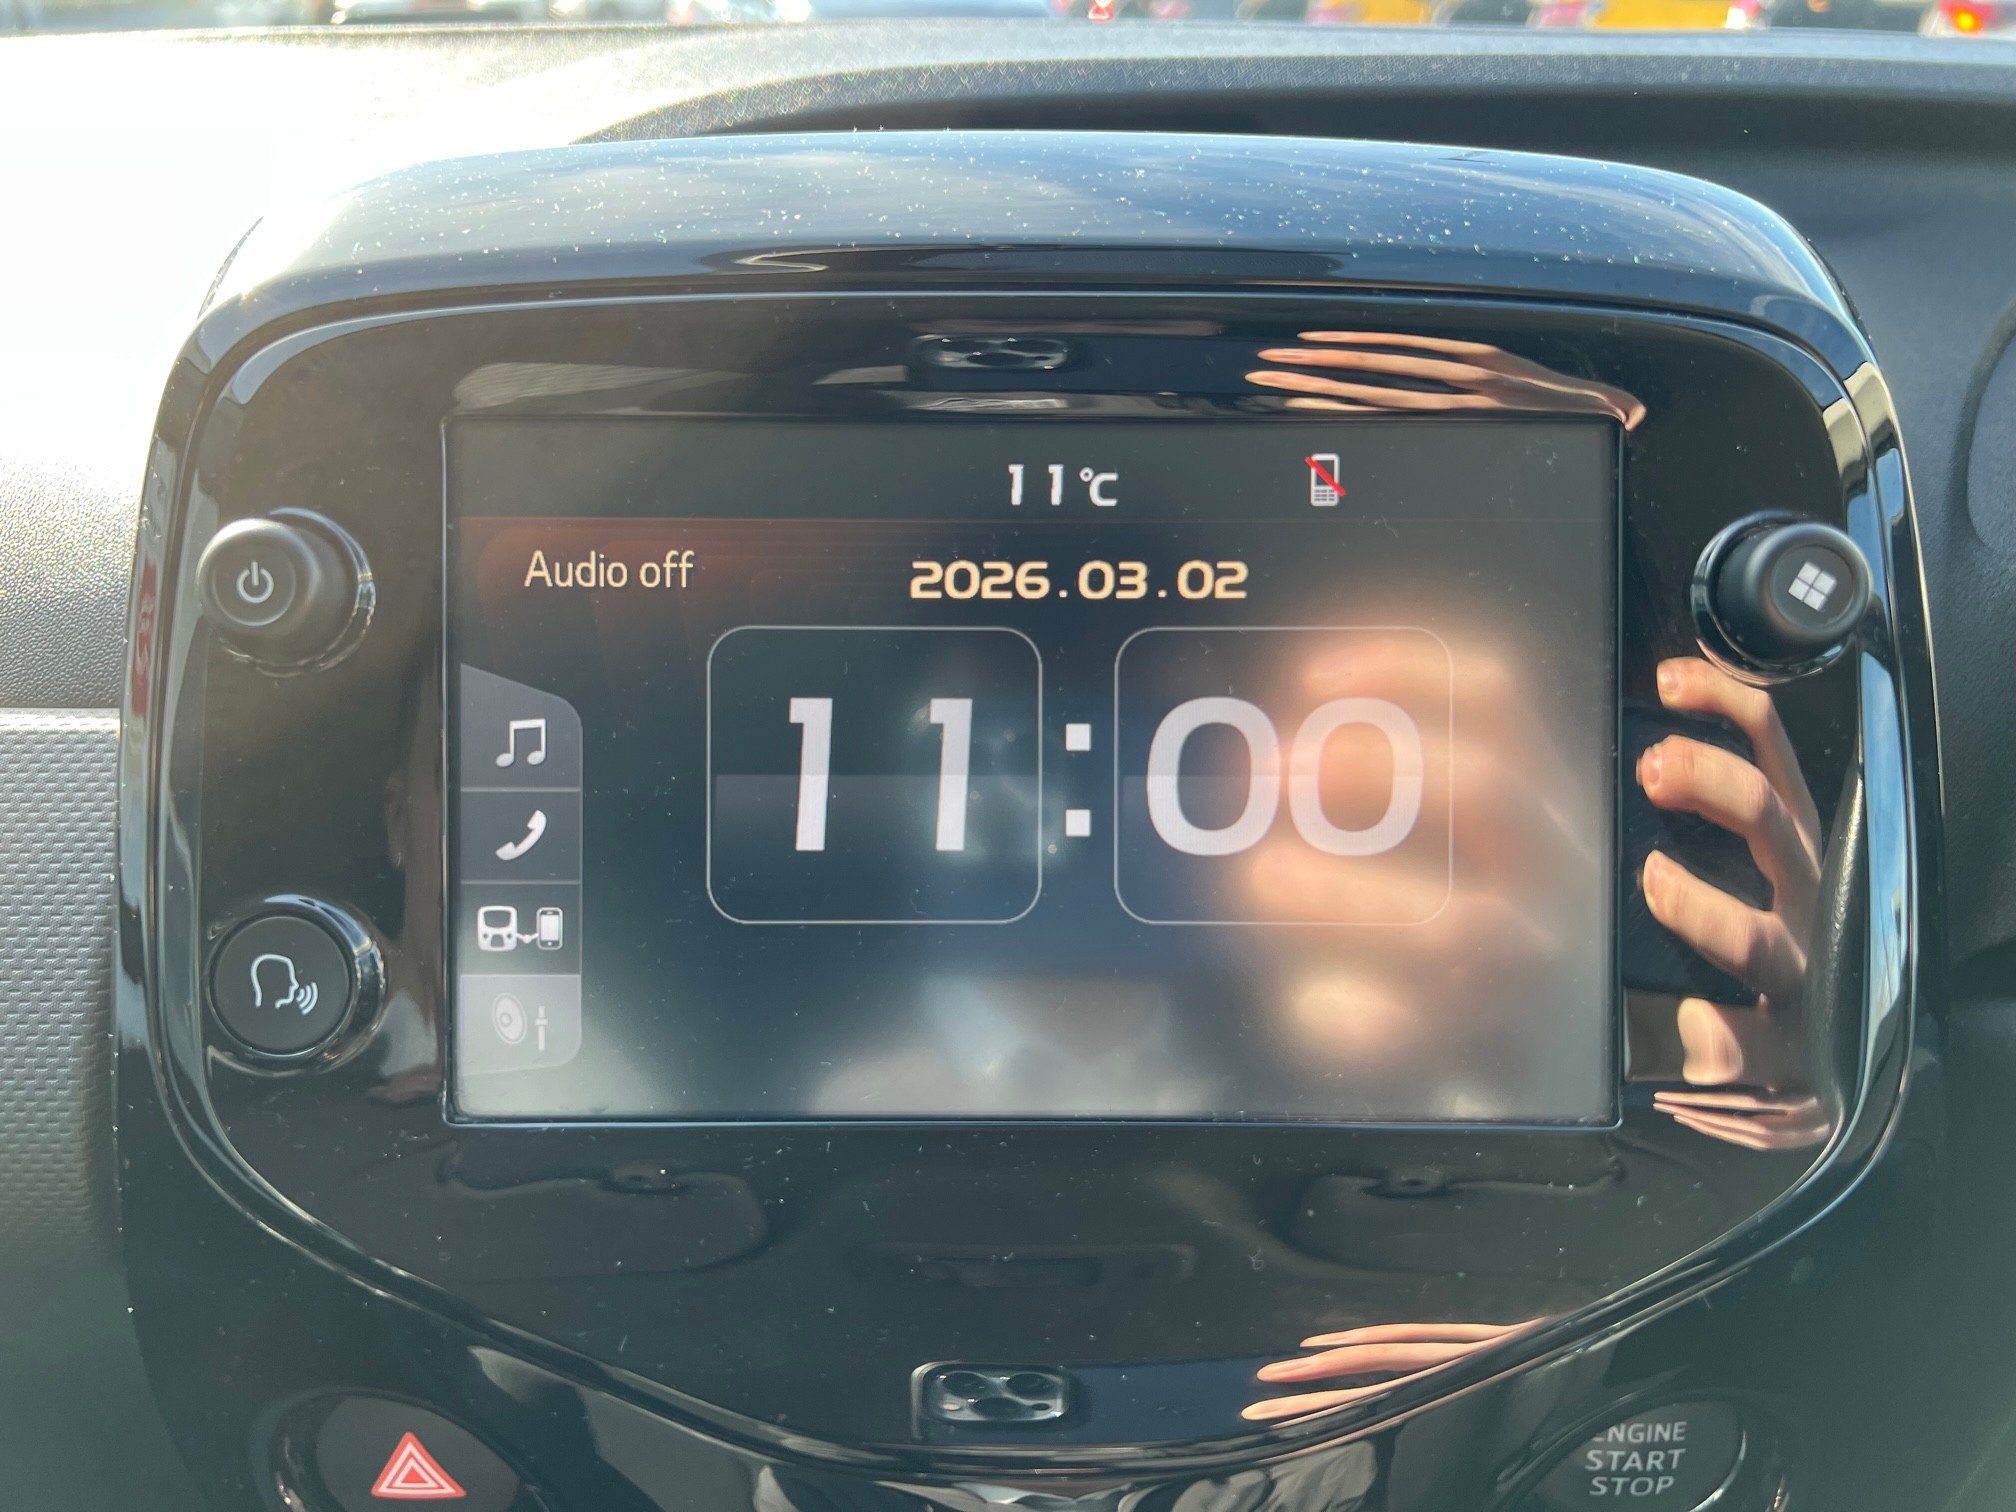 11°C
Audio off
2026.03.02
11:00
ENGINE
START
STOP